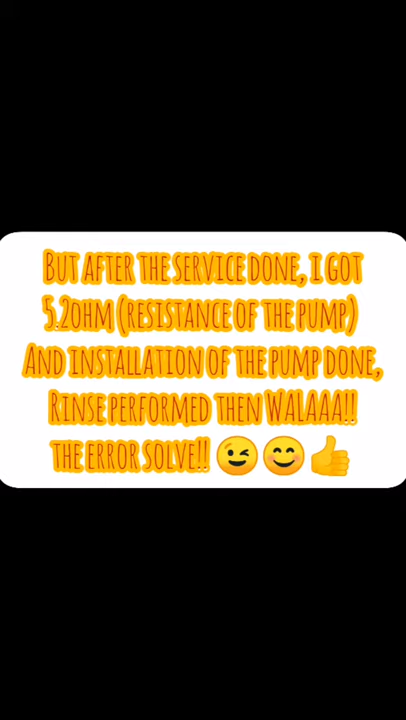 But after the service done, i got
5.2ohm (resistance of the pump)
And installation of the pump done,
Rinse performed then WALAAA!!
the error solve!! 😉😊👍